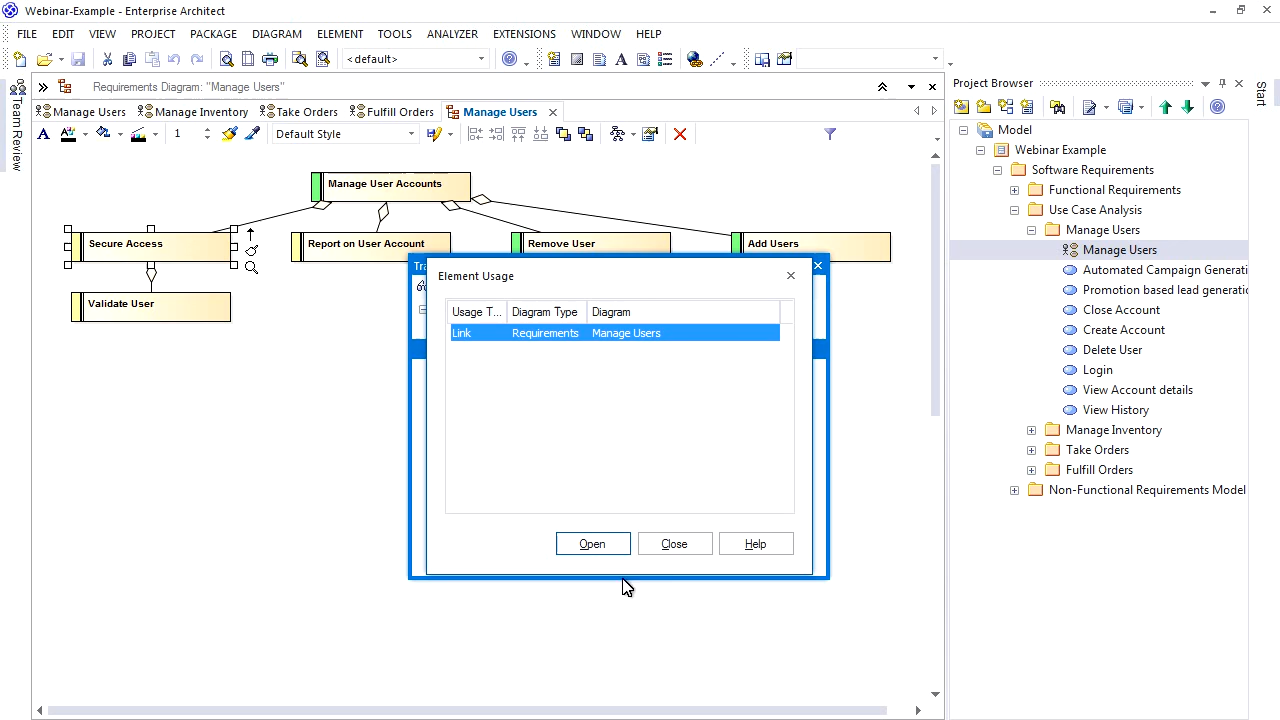 Webinar-Example - Enterprise Architect
FILE EDIT VIEW PROJECT PACKAGE DIAGRAM ELEMENT TOOLS ANALYZER EXTENSIONS WINDOW HELP
<default>
Requirements Diagram: "Manage Users"
Manage Users Manage Inventory Take Orders Fulfill Orders Manage Users
1 Default Style
Team Review
Manage User Accounts
Secure Access Report on User Account Remove User Add Users
Validate User
Tra
Element Usage
Usage T... Diagram Type Diagram
Link Requirements Manage Users
Open Close Help
Project Browser
Start
Model
Webinar Example
Software Requirements
Functional Requirements
Use Case Analysis
Manage Users
Manage Users
Automated Campaign Generati
Promotion based lead generatio
Close Account
Create Account
Delete User
Login
View Account details
View History
Manage Inventory
Take Orders
Fulfill Orders
Non-Functional Requirements Model